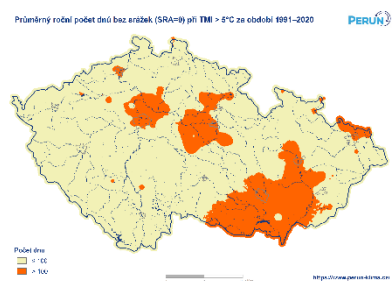 Průměrný roční počet dnů bez srážek (SRA=0) při TMI > 5°C za období 1991–2020
PERUN
Počet dnů
≤ 100
> 100
https://www.perun-klima.cz/